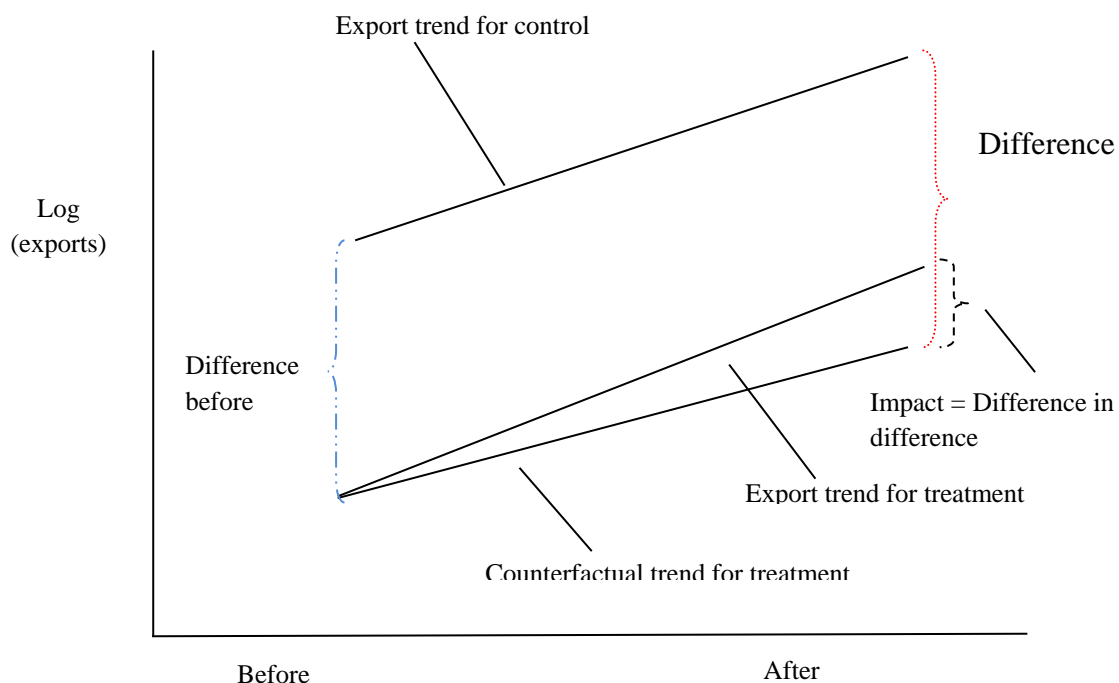 Export trend for control
Difference
Log
(exports)
Difference
before
Impact = Difference in
difference
Export trend for treatment
Counterfactual trend for treatment
Before
After